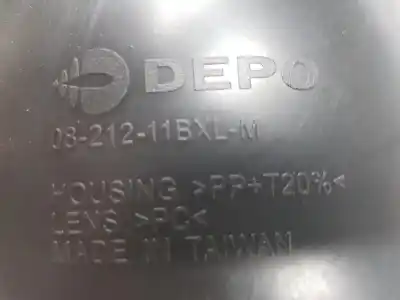 DEPO
08-212-11BXL-M
HOUSING >PP+T20%<
LENS >PC<
MADE IN TAIWAN